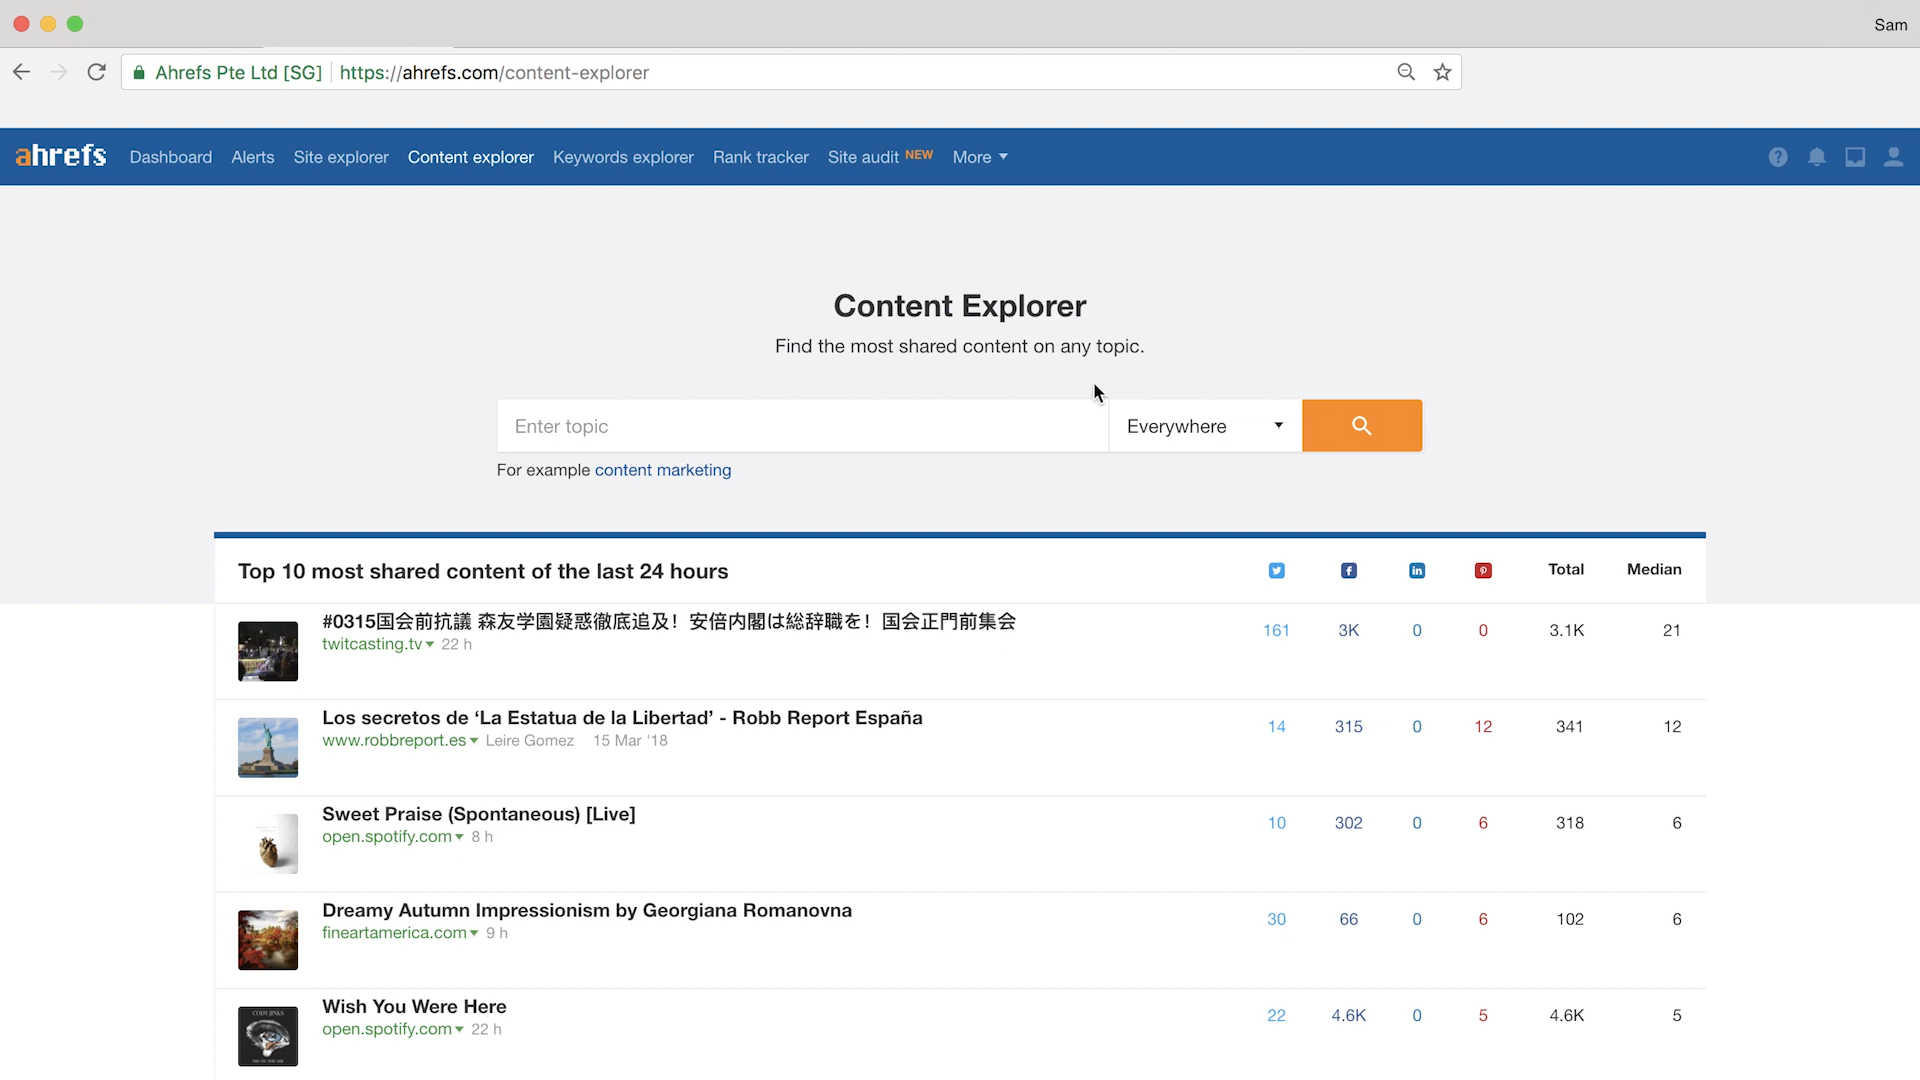 Sam
Ahrefs Pte Ltd [SG] https://ahrefs.com/content-explorer
ahrefs Dashboard Alerts Site explorer Content explorer Keywords explorer Rank tracker Site audit NEW More
Content Explorer
Find the most shared content on any topic.
Enter topic Everywhere
For example content marketing
Top 10 most shared content of the last 24 hours Total Median
#0315国会前抗議 森友学園疑惑徹底追及！安倍内閣は総辞職を！国会正門前集会
161 3K 0 0 3.1K 21
twitcasting.tv 22 h
Los secretos de ‘La Estatua de la Libertad’ - Robb Report España
14 315 0 12 341 12
www.robbreport.es Leire Gomez 15 Mar '18
Sweet Praise (Spontaneous) [Live]
10 302 0 6 318 6
open.spotify.com 8 h
Dreamy Autumn Impressionism by Georgiana Romanovna
30 66 0 6 102 6
fineartamerica.com 9 h
Wish You Were Here
22 4.6K 0 5 4.6K 5
open.spotify.com 22 h
CODY JINKS